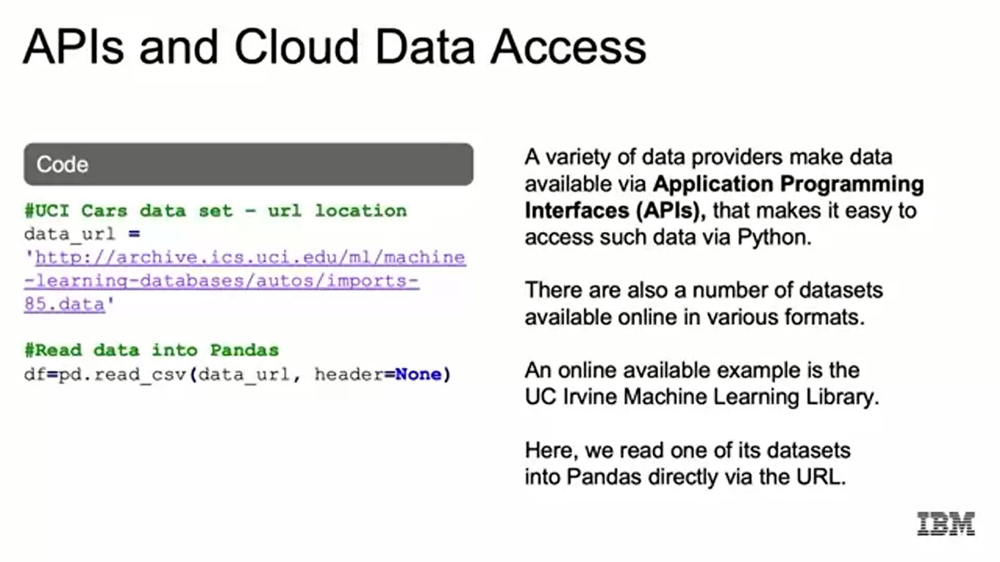 APIs and Cloud Data Access
Code
#UCI Cars data set – url location
data_url =
'http://archive.ics.uci.edu/ml/machine
-learning-databases/autos/imports-
85.data'
#Read data into Pandas
df=pd.read_csv(data_url, header=None)
A variety of data providers make data
available via Application Programming
Interfaces (APIs), that makes it easy to
access such data via Python.
There are also a number of datasets
available online in various formats.
An online available example is the
UC Irvine Machine Learning Library.
Here, we read one of its datasets
into Pandas directly via the URL.
IBM